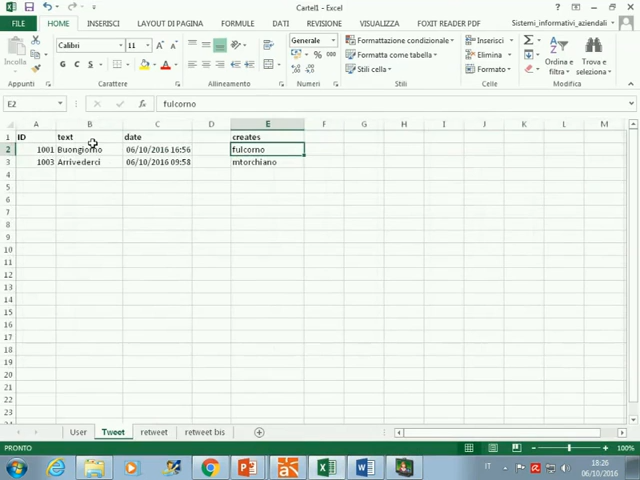 Cartel1 - Excel
FILE HOME INSERISCI LAYOUT DI PAGINA FORMULE DATI REVISIONE VISUALIZZA FOXIT READER PDF Sistemi_informativi_aziendali
Incolla Calibri 11 Generale Formattazione condizionale Inserisci
G C S % 000 Formatta come tabella Elimina Ordina e filtro Trova e seleziona
Stili cella Formato
Appunti Carattere Allineamento Numeri Stili Celle Modifica
E2 fulcorno
A B C D E F G H I J K L M
1 ID text date creates
2 1001 Buongiorno 06/10/2016 16:56 fulcorno
3 1003 Arrivederci 06/10/2016 09:58 mtorchiano
4
5
6
7
8
9
10
11
12
13
14
15
16
17
18
19
20
21
22
23
24
User Tweet retweet retweet bis
PRONTO 100%
IT 18:26
06/10/2016